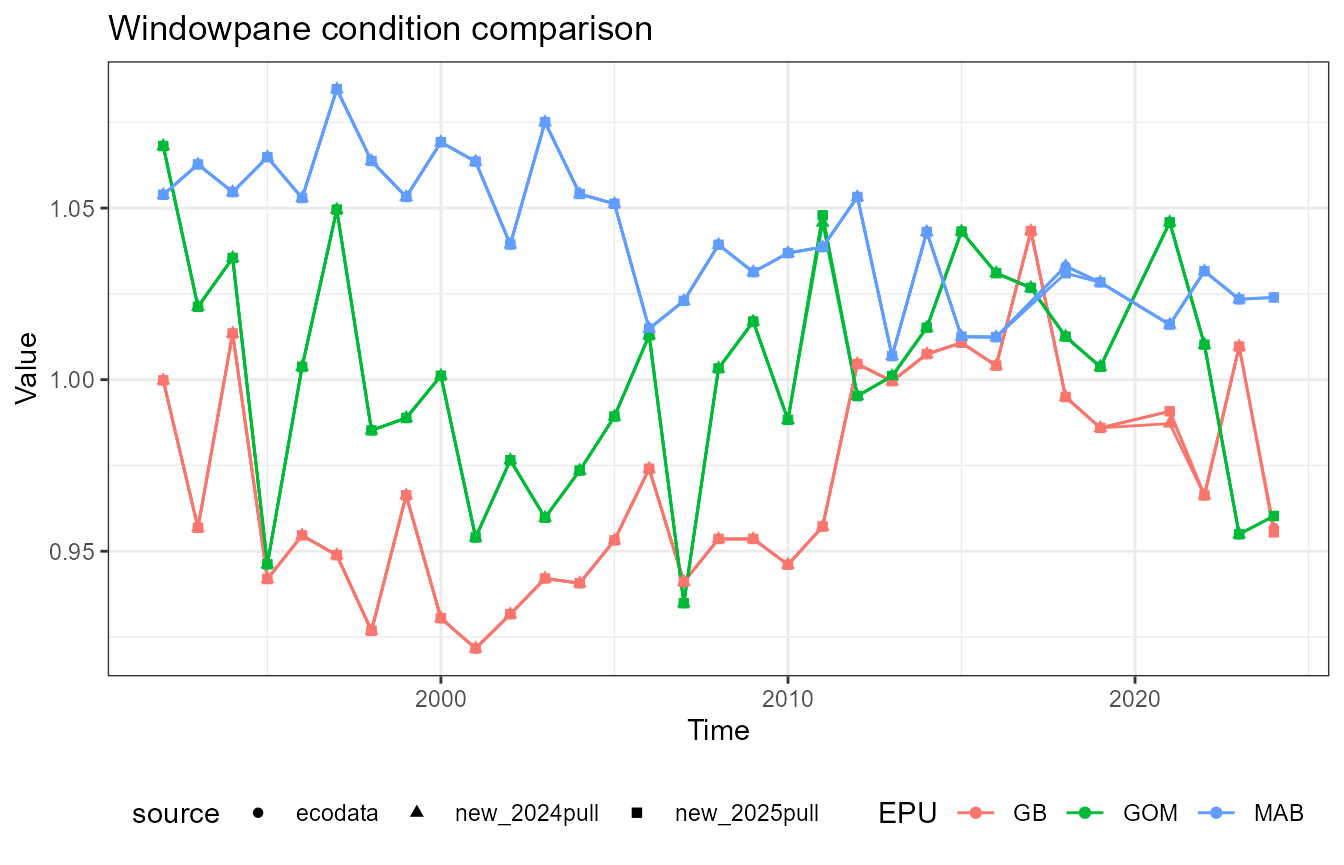 Windowpane condition comparison
Value
1.05
1.00
0.95
2000 2010 2020
Time
source ecodata new_2024pull new_2025pull EPU GB GOM MAB